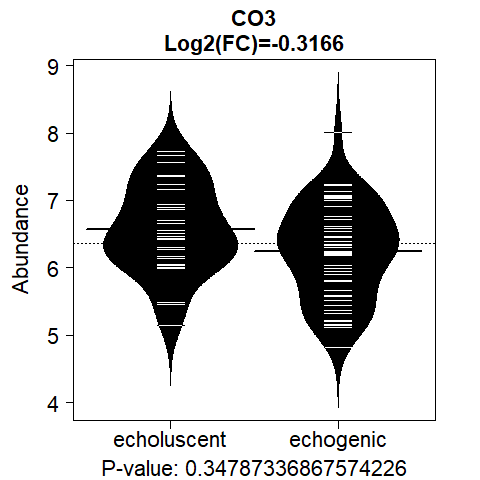 CO3
Log2(FC)=-0.3166
9
8
7
6
5
4
Abundance
echoluscent echogenic
P-value: 0.34787336867574226